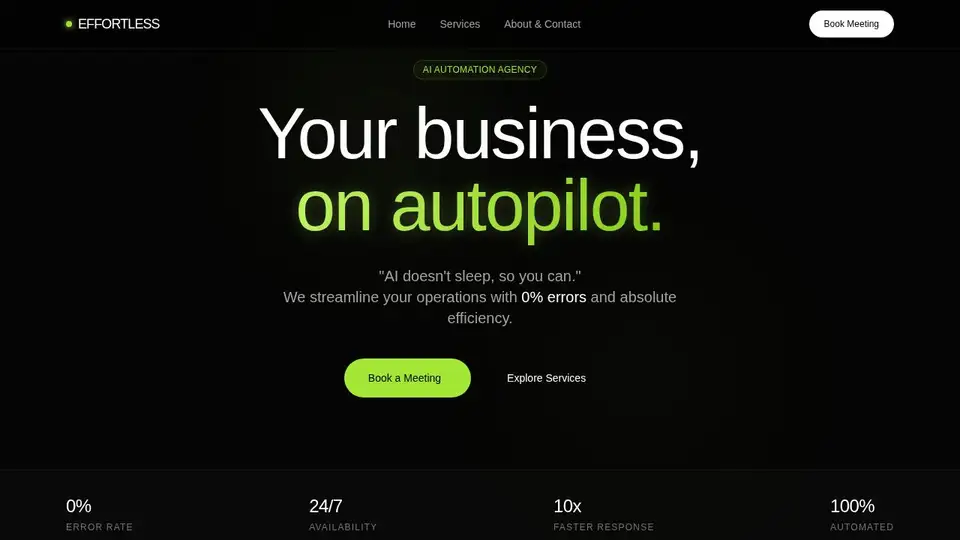 EFFORTLESS
Home
Services
About & Contact
Book Meeting
AI AUTOMATION AGENCY
Your business,
on autopilot.
"AI doesn't sleep, so you can."
We streamline your operations with 0% errors and absolute
efficiency.
Book a Meeting
Explore Services
0%
ERROR RATE
24/7
AVAILABILITY
10x
FASTER RESPONSE
100%
AUTOMATED